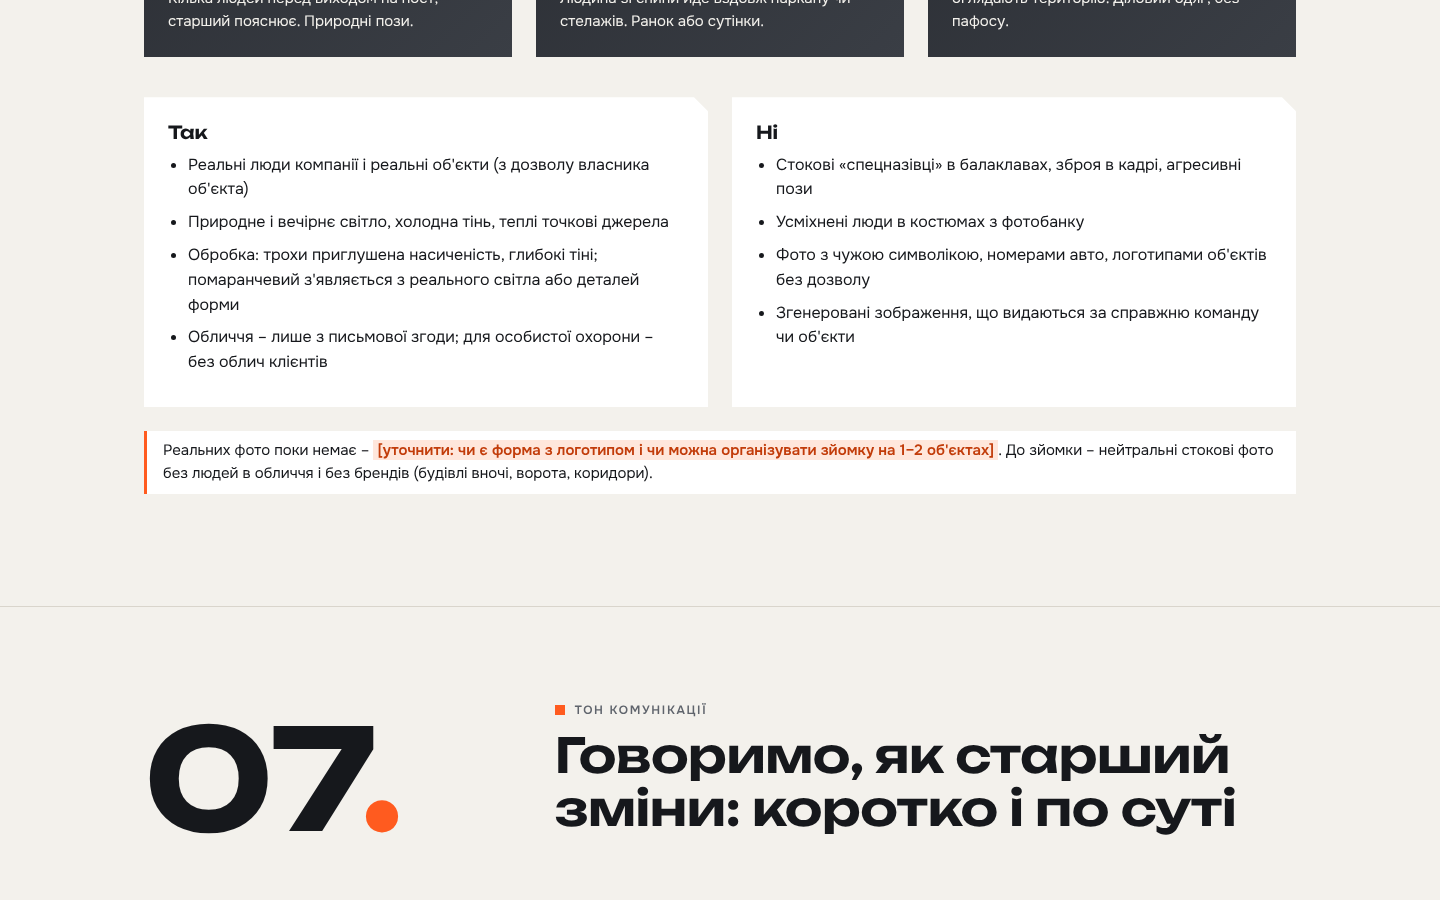 старший пояснює. Природні пози.
стелажів. Ранок або сутінки.
пафосу.
Так
Реальні люди компанії і реальні об'єкти (з дозволу власника
об'єкта)
Природне і вечірнє світло, холодна тінь, теплі точкові джерела
Обробка: трохи приглушена насиченість, глибокі тіні;
помаранчевий з'являється з реального світла або деталей
форми
Обличчя – лише з письмової згоди; для особистої охорони –
без облич клієнтів
Ні
Стокові «спецназівці» в балаклавах, зброя в кадрі, агресивні
пози
Усміхнені люди в костюмах з фотобанку
Фото з чужою символікою, номерами авто, логотипами об'єктів
без дозволу
Згенеровані зображення, що видаються за справжню команду
чи об'єкти
Реальних фото поки немає – [уточнити: чи є форма з логотипом і чи можна організувати зйомку на 1–2 об'єктах]. До зйомки – нейтральні стокові фото
без людей в обличчя і без брендів (будівлі вночі, ворота, коридори).
07.
ТОН КОМУНІКАЦІЇ
Говоримо, як старший
зміни: коротко і по суті